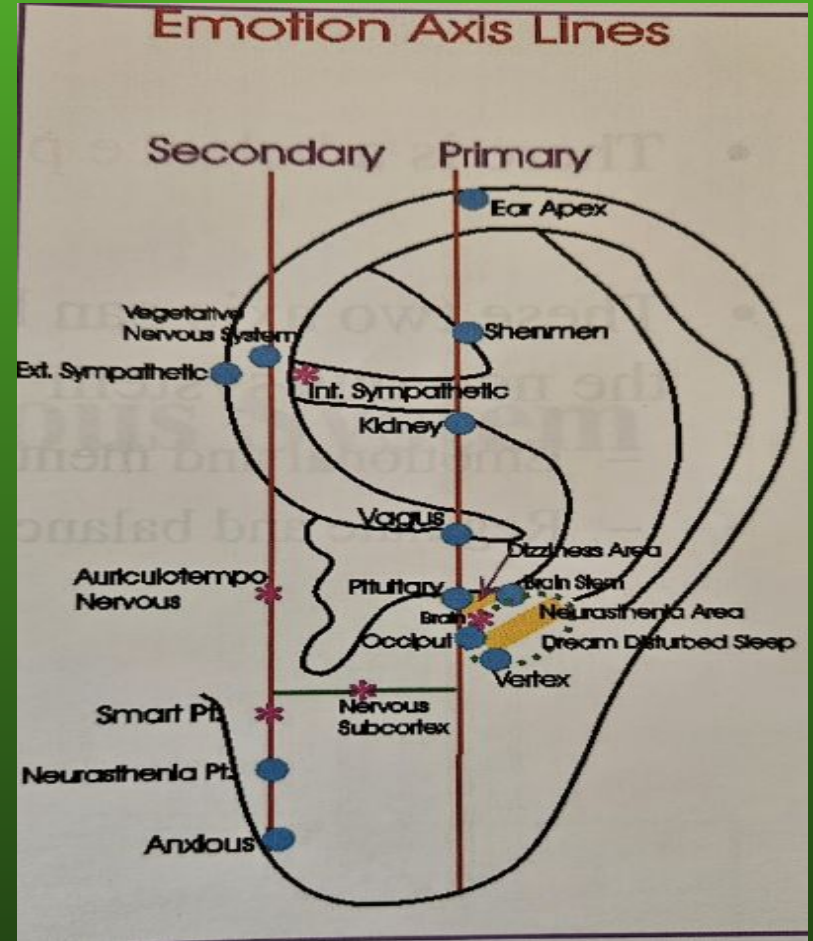 Emotion Axis Lines
Secondary Primary
Ear Apex
Vegetative
Nervous System
Shenmen
Ext. Sympathetic
Int. Sympathetic
Kidney
Vagus
Dizziness Area
Auriculotempo
Nervous
Pituitary
Brain Stem
Brain
Neurasthenia Area
Occiput
Dream Disturbed Sleep
Vertex
Smart Pt.
Nervous
Subcortex
Neurasthenia Pt.
Anxious